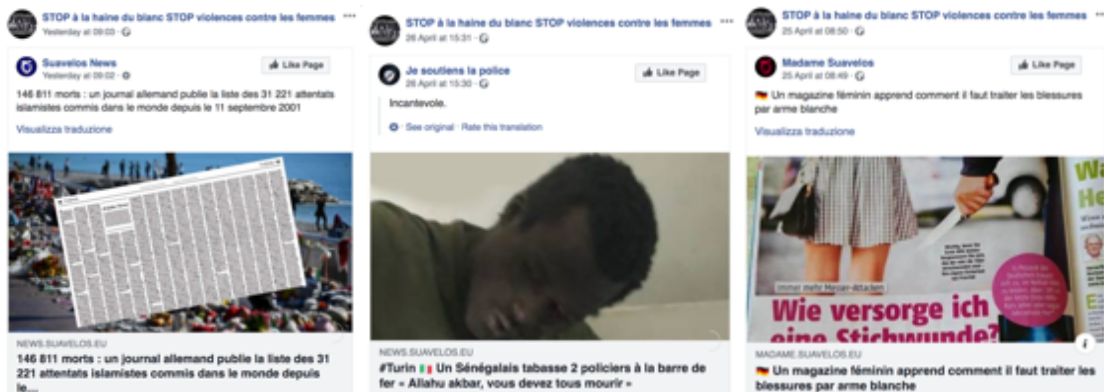 STOP à la haine du blanc STOP violences contre les femmes
Yesterday at 09:03
Suavelos News
Yesterday at 09:02
Like Page
146 811 morts : un journal allemand publie la liste des 31 221 attentats
islamistes commis dans le monde depuis le 11 septembre 2001
Visualizza traduzione
NEWS.SUAVELOS.EU
146 811 morts : un journal allemand publie la liste des 31
221 attentats islamistes commis dans le monde depuis
le...
STOP à la haine du blanc STOP violences contre les femmes
26 April at 15:31
Je soutiens la police
26 April at 15:30
Like Page
Incantevole.
See original · Rate this translation
NEWS.SUAVELOS.EU
#Turin 🇮🇹 Un Sénégalais tabasse 2 policiers à la barre de
fer « Allahu akbar, vous devez tous mourir »
STOP à la haine du blanc STOP violences contre les femmes
25 April at 08:50
Madame Suavelos
25 April at 08:49
Like Page
🇩🇪 Un magazine féminin apprend comment il faut traiter les blessures
par arme blanche
Visualizza traduzione
Immer mehr Messer-Attacken
Wie versorge ich
eine Stichwunde?
MADAME.SUAVELOS.EU
🇩🇪 Un magazine féminin apprend comment il faut traiter les
blessures par arme blanche